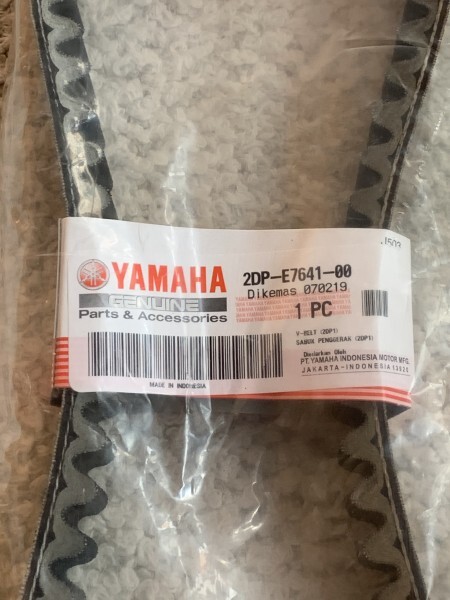 YAMAHA
GENUINE
Parts & Accessories
2DP-E7641-00
Dikemas 070219
1 PC
V-BELT (2DP1)
SABUK PENGGERAK (2DP1)
Diedarkan Oleh
PT.YAMAHA INDONESIA MOTOR MFG.
JAKARTA-INDONESIA 13920
MADE IN INDONESIA